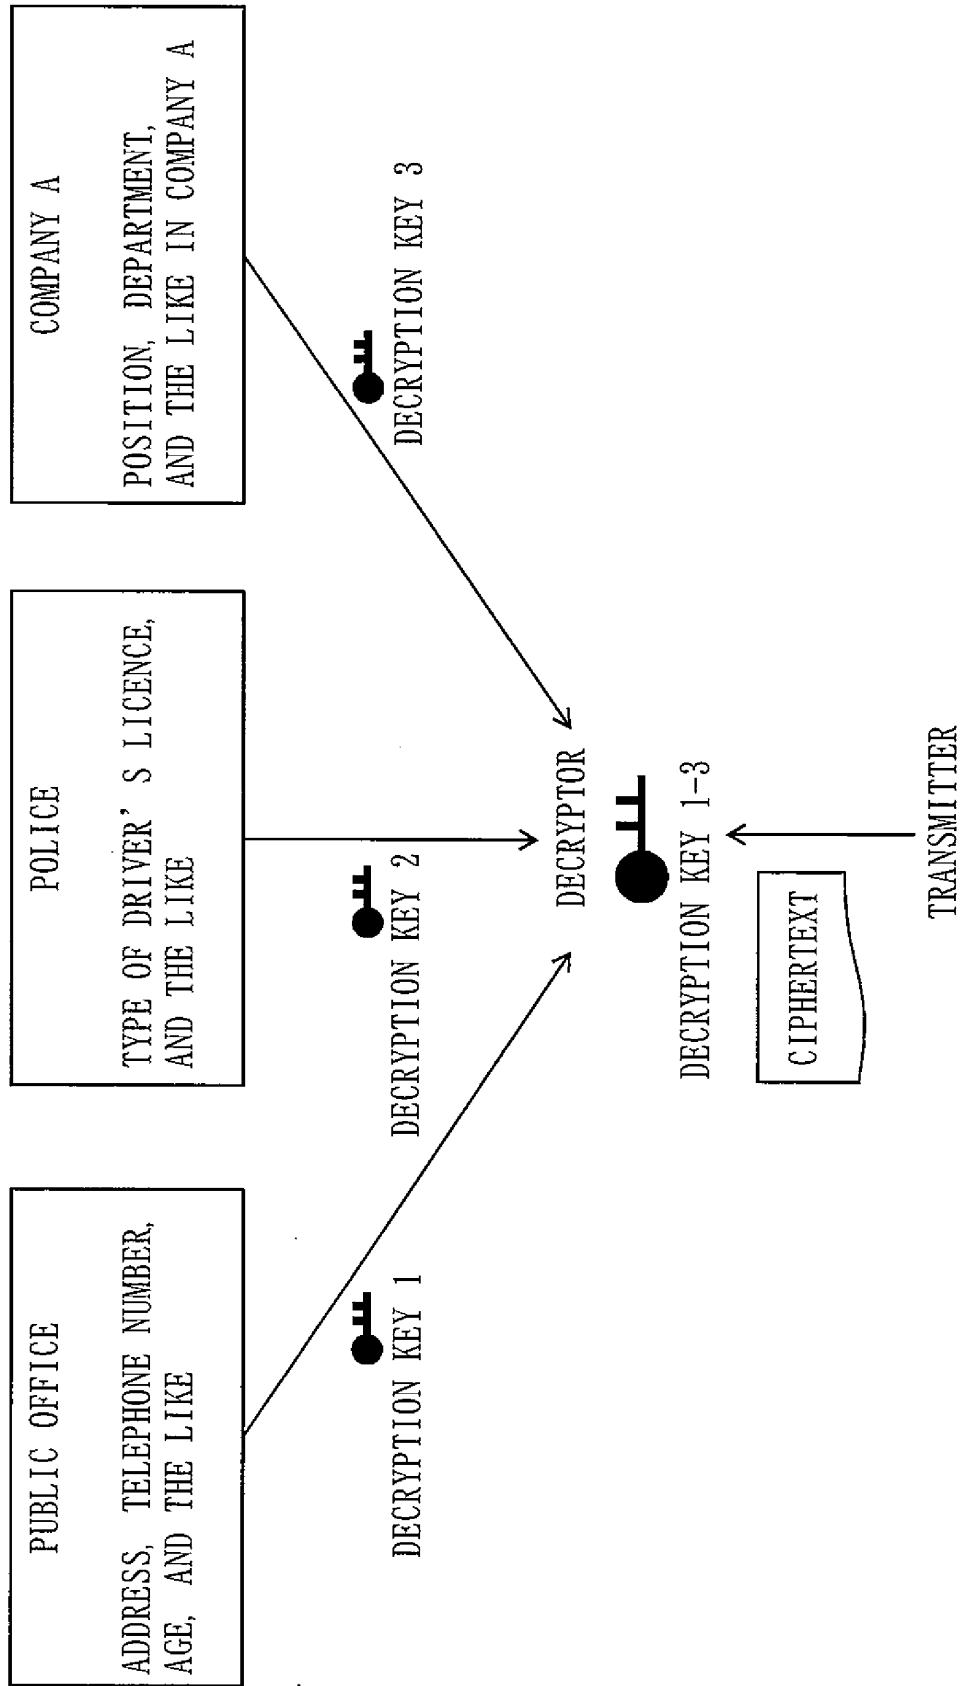 PUBLIC OFFICE
ADDRESS, TELEPHONE NUMBER,
AGE, AND THE LIKE
POLICE
TYPE OF DRIVER'S LICENCE,
AND THE LIKE
COMPANY A
POSITION, DEPARTMENT,
AND THE LIKE IN COMPANY A
DECRYPTION KEY 1
DECRYPTION KEY 2
DECRYPTION KEY 3
DECRYPTOR
DECRYPTION KEY 1-3
CIPHERTEXT
TRANSMITTER